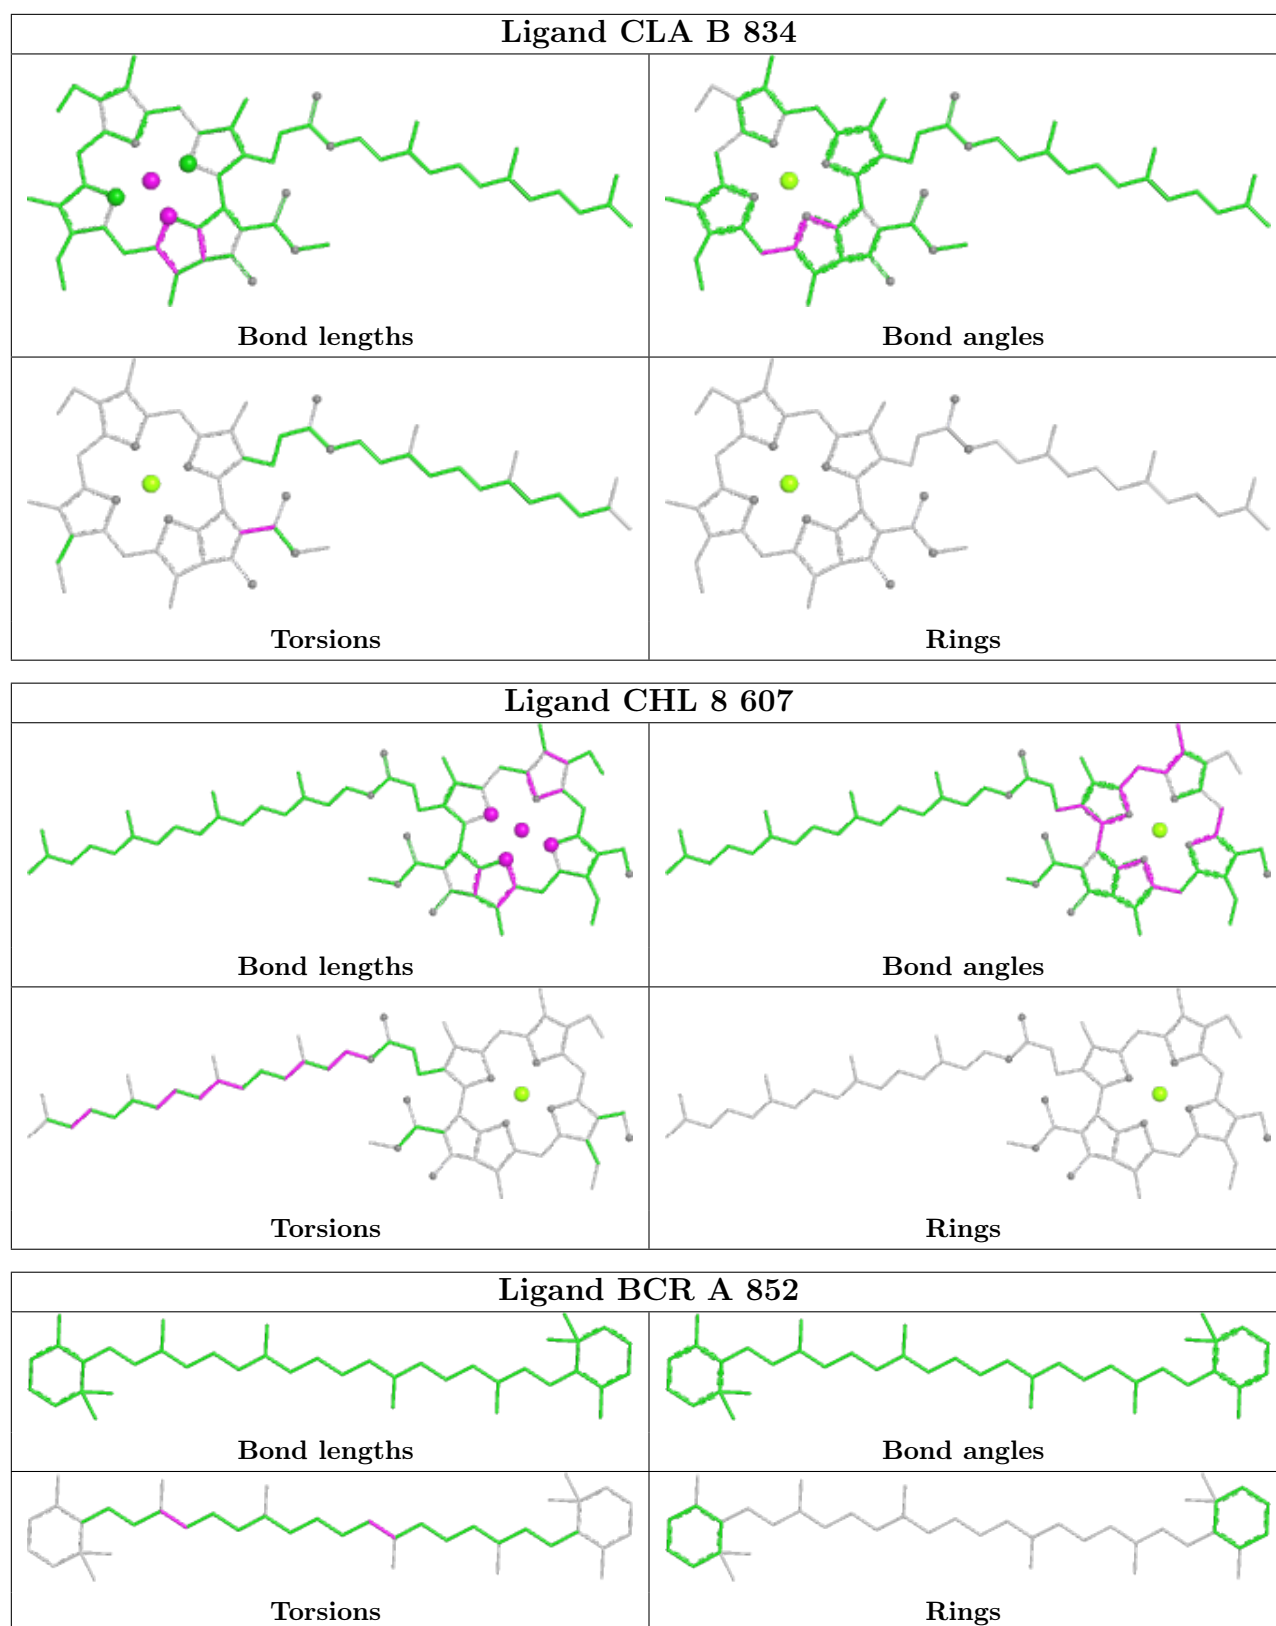 Ligand CLA B 834
Bond lengths
Bond angles
Torsions
Rings
Ligand CHL 8 607
Bond lengths
Bond angles
Torsions
Rings
Ligand BCR A 852
Bond lengths
Bond angles
Torsions
Rings